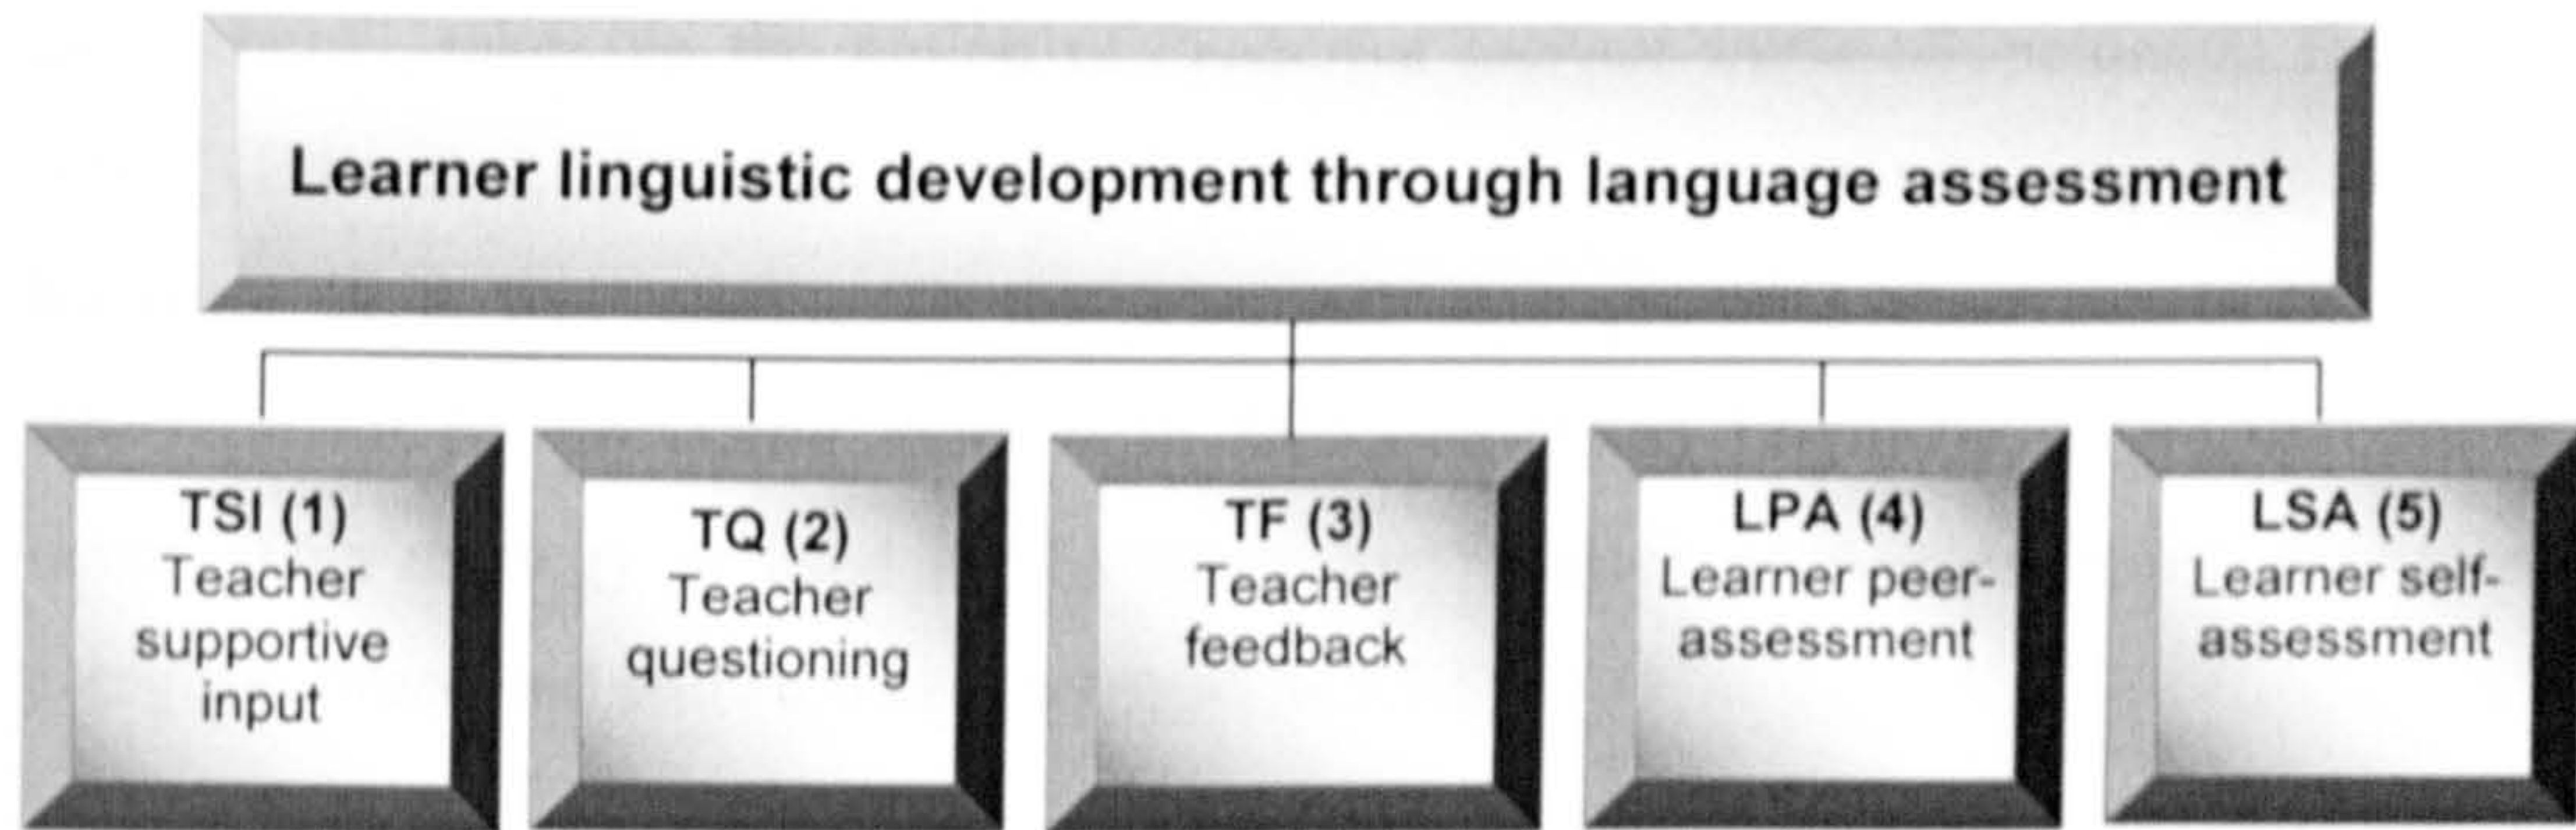 Learner linguistic development through language assessment
TSI (1)
Teacher
supportive
input
TQ (2)
Teacher
questioning
TF (3)
Teacher
feedback
LPA (4)
Learner peer-
assessment
LSA (5)
Learner self-
assessment